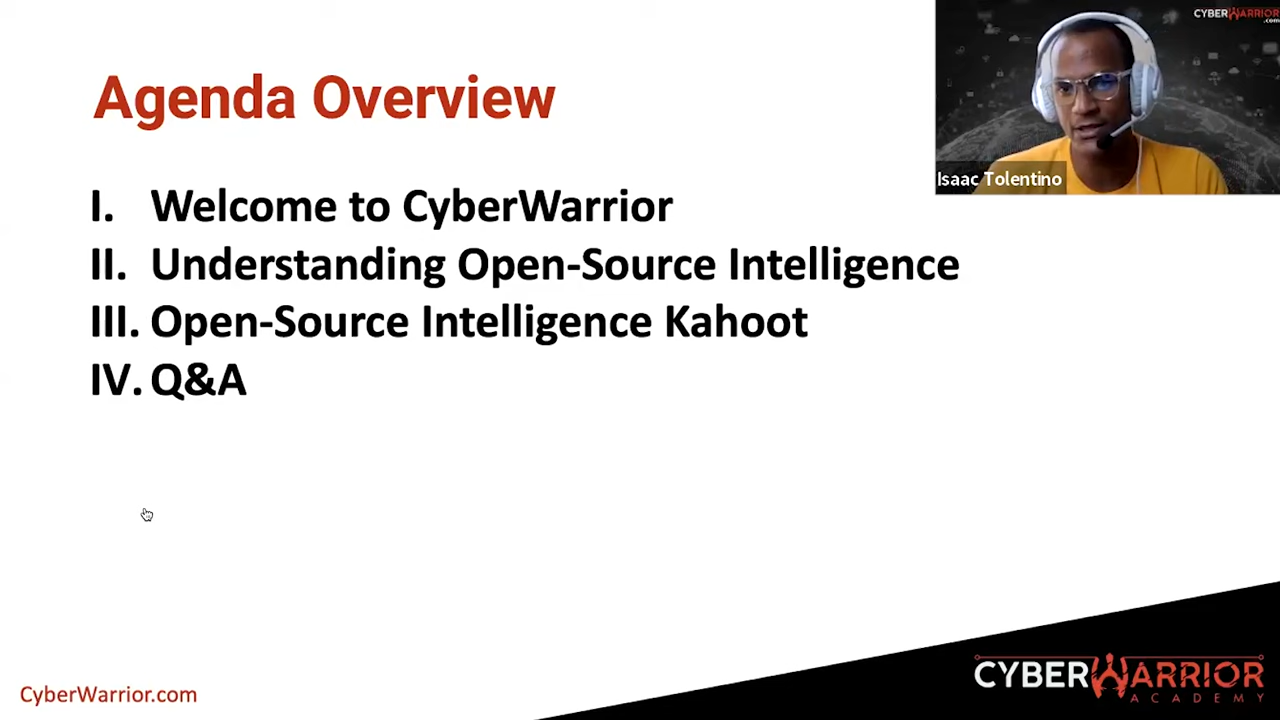 Agenda Overview
I. Welcome to CyberWarrior
II. Understanding Open-Source Intelligence
III. Open-Source Intelligence Kahoot
IV. Q&A
CYBERWARRIOR
.com
Isaac Tolentino
CyberWarrior.com
CYBERWARRIOR
ACADEMY